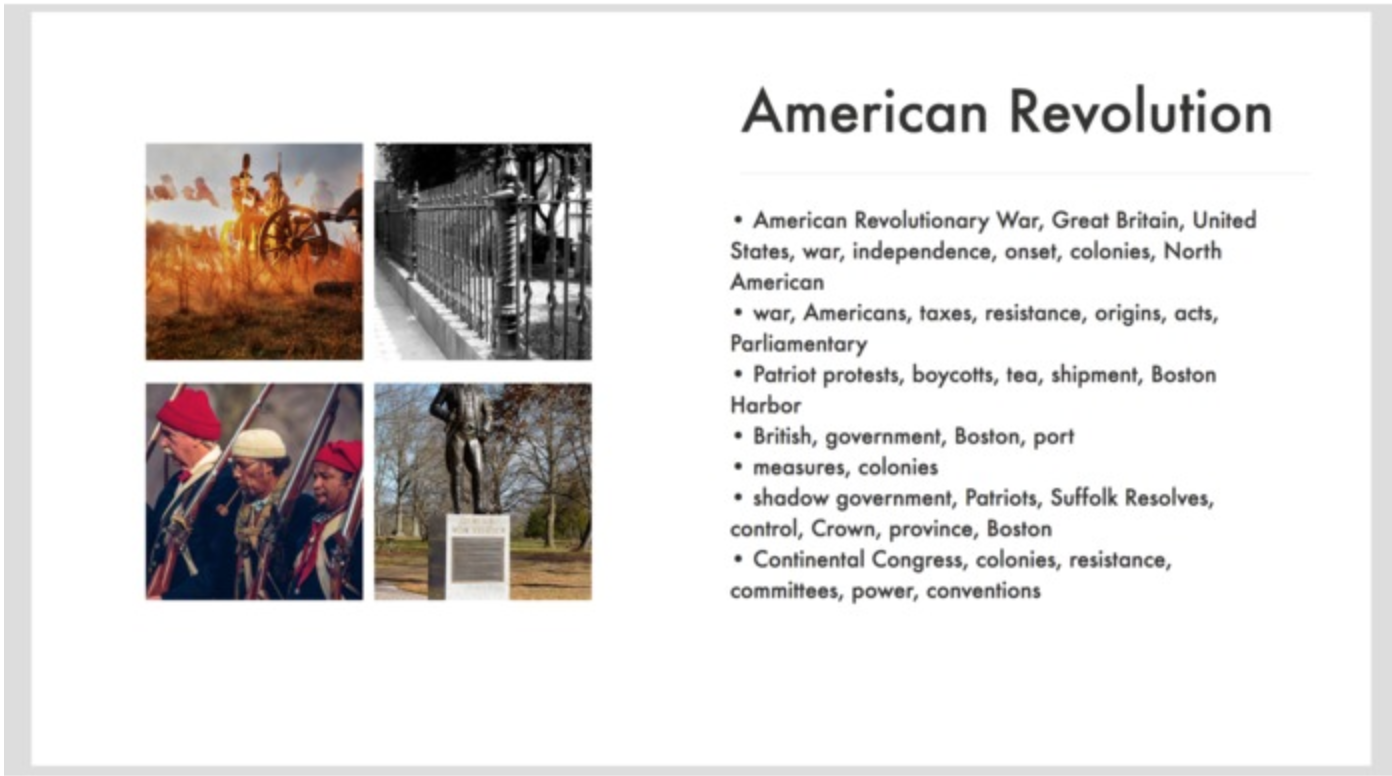 American Revolution
• American Revolutionary War, Great Britain, United
States, war, independence, onset, colonies, North
American
• war, Americans, taxes, resistance, origins, acts,
Parliamentary
• Patriot protests, boycotts, tea, shipment, Boston
Harbor
• British, government, Boston, port
• measures, colonies
• shadow government, Patriots, Suffolk Resolves,
control, Crown, province, Boston
• Continental Congress, colonies, resistance,
committees, power, conventions